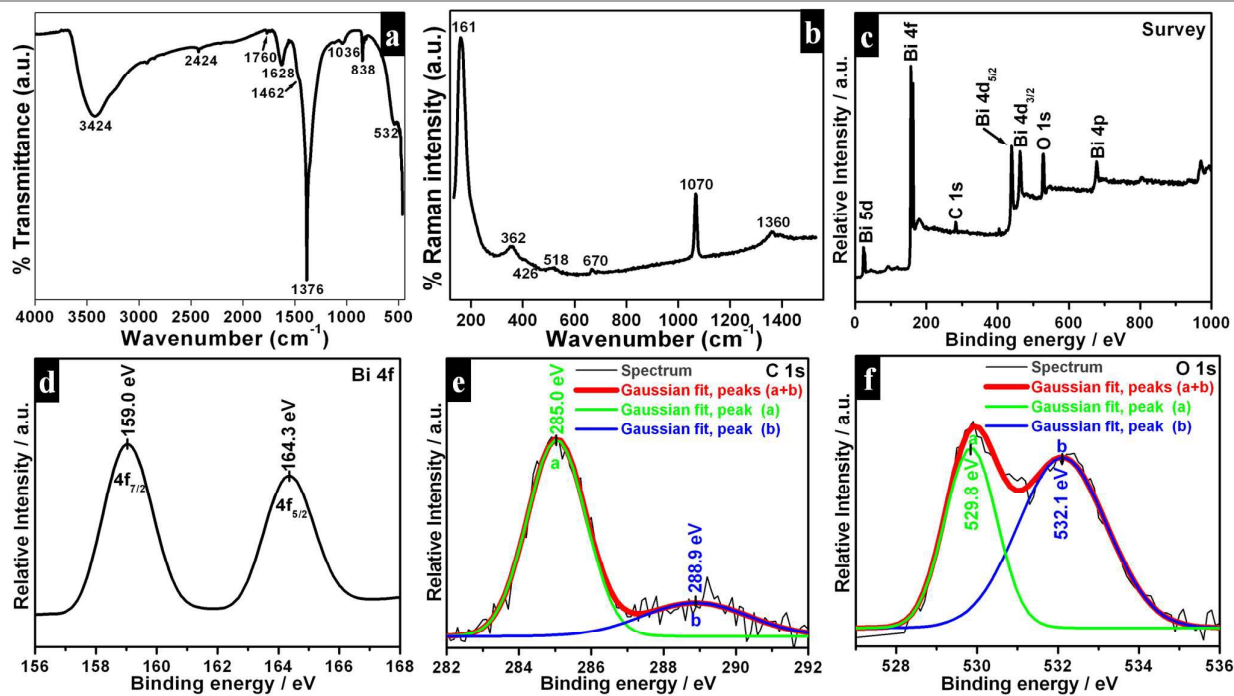 a
% Transmittance (a.u.)
3424
2424
1760
1628
1462
1376
1036
838
532
4000 3000 2500 2000 1500 1000 500
Wavenumber (cm⁻¹)
b
% Raman intensity (a.u.)
161
362
426
518
670
1070
1360
200 400 600 800 1000 1200 1400
Wavenumber (cm⁻¹)
c
Survey
Relative Intensity / a.u.
Bi 5d
Bi 4f
C 1s
Bi 4d5/2
Bi 4d3/2
O 1s
Bi 4p
0 200 400 600 800 1000
Binding energy / eV
d
Bi 4f
Relative Intensity / a.u.
159.0 eV
4f7/2
164.3 eV
4f5/2
156 158 160 162 164 166 168
Binding energy / eV
e
C 1s
Spectrum
Gaussian fit, peaks (a+b)
Gaussian fit, peak (a)
Gaussian fit, peak (b)
Relative Intensity / a.u.
285.0 eV
a
288.9 eV
b
282 284 286 288 290 292
Binding energy / eV
f
O 1s
Spectrum
Gaussian fit, peaks (a+b)
Gaussian fit, peak (a)
Gaussian fit, peak (b)
Relative Intensity / a.u.
a
529.8 eV
b
532.1 eV
528 530 532 534 536
Binding energy / eV